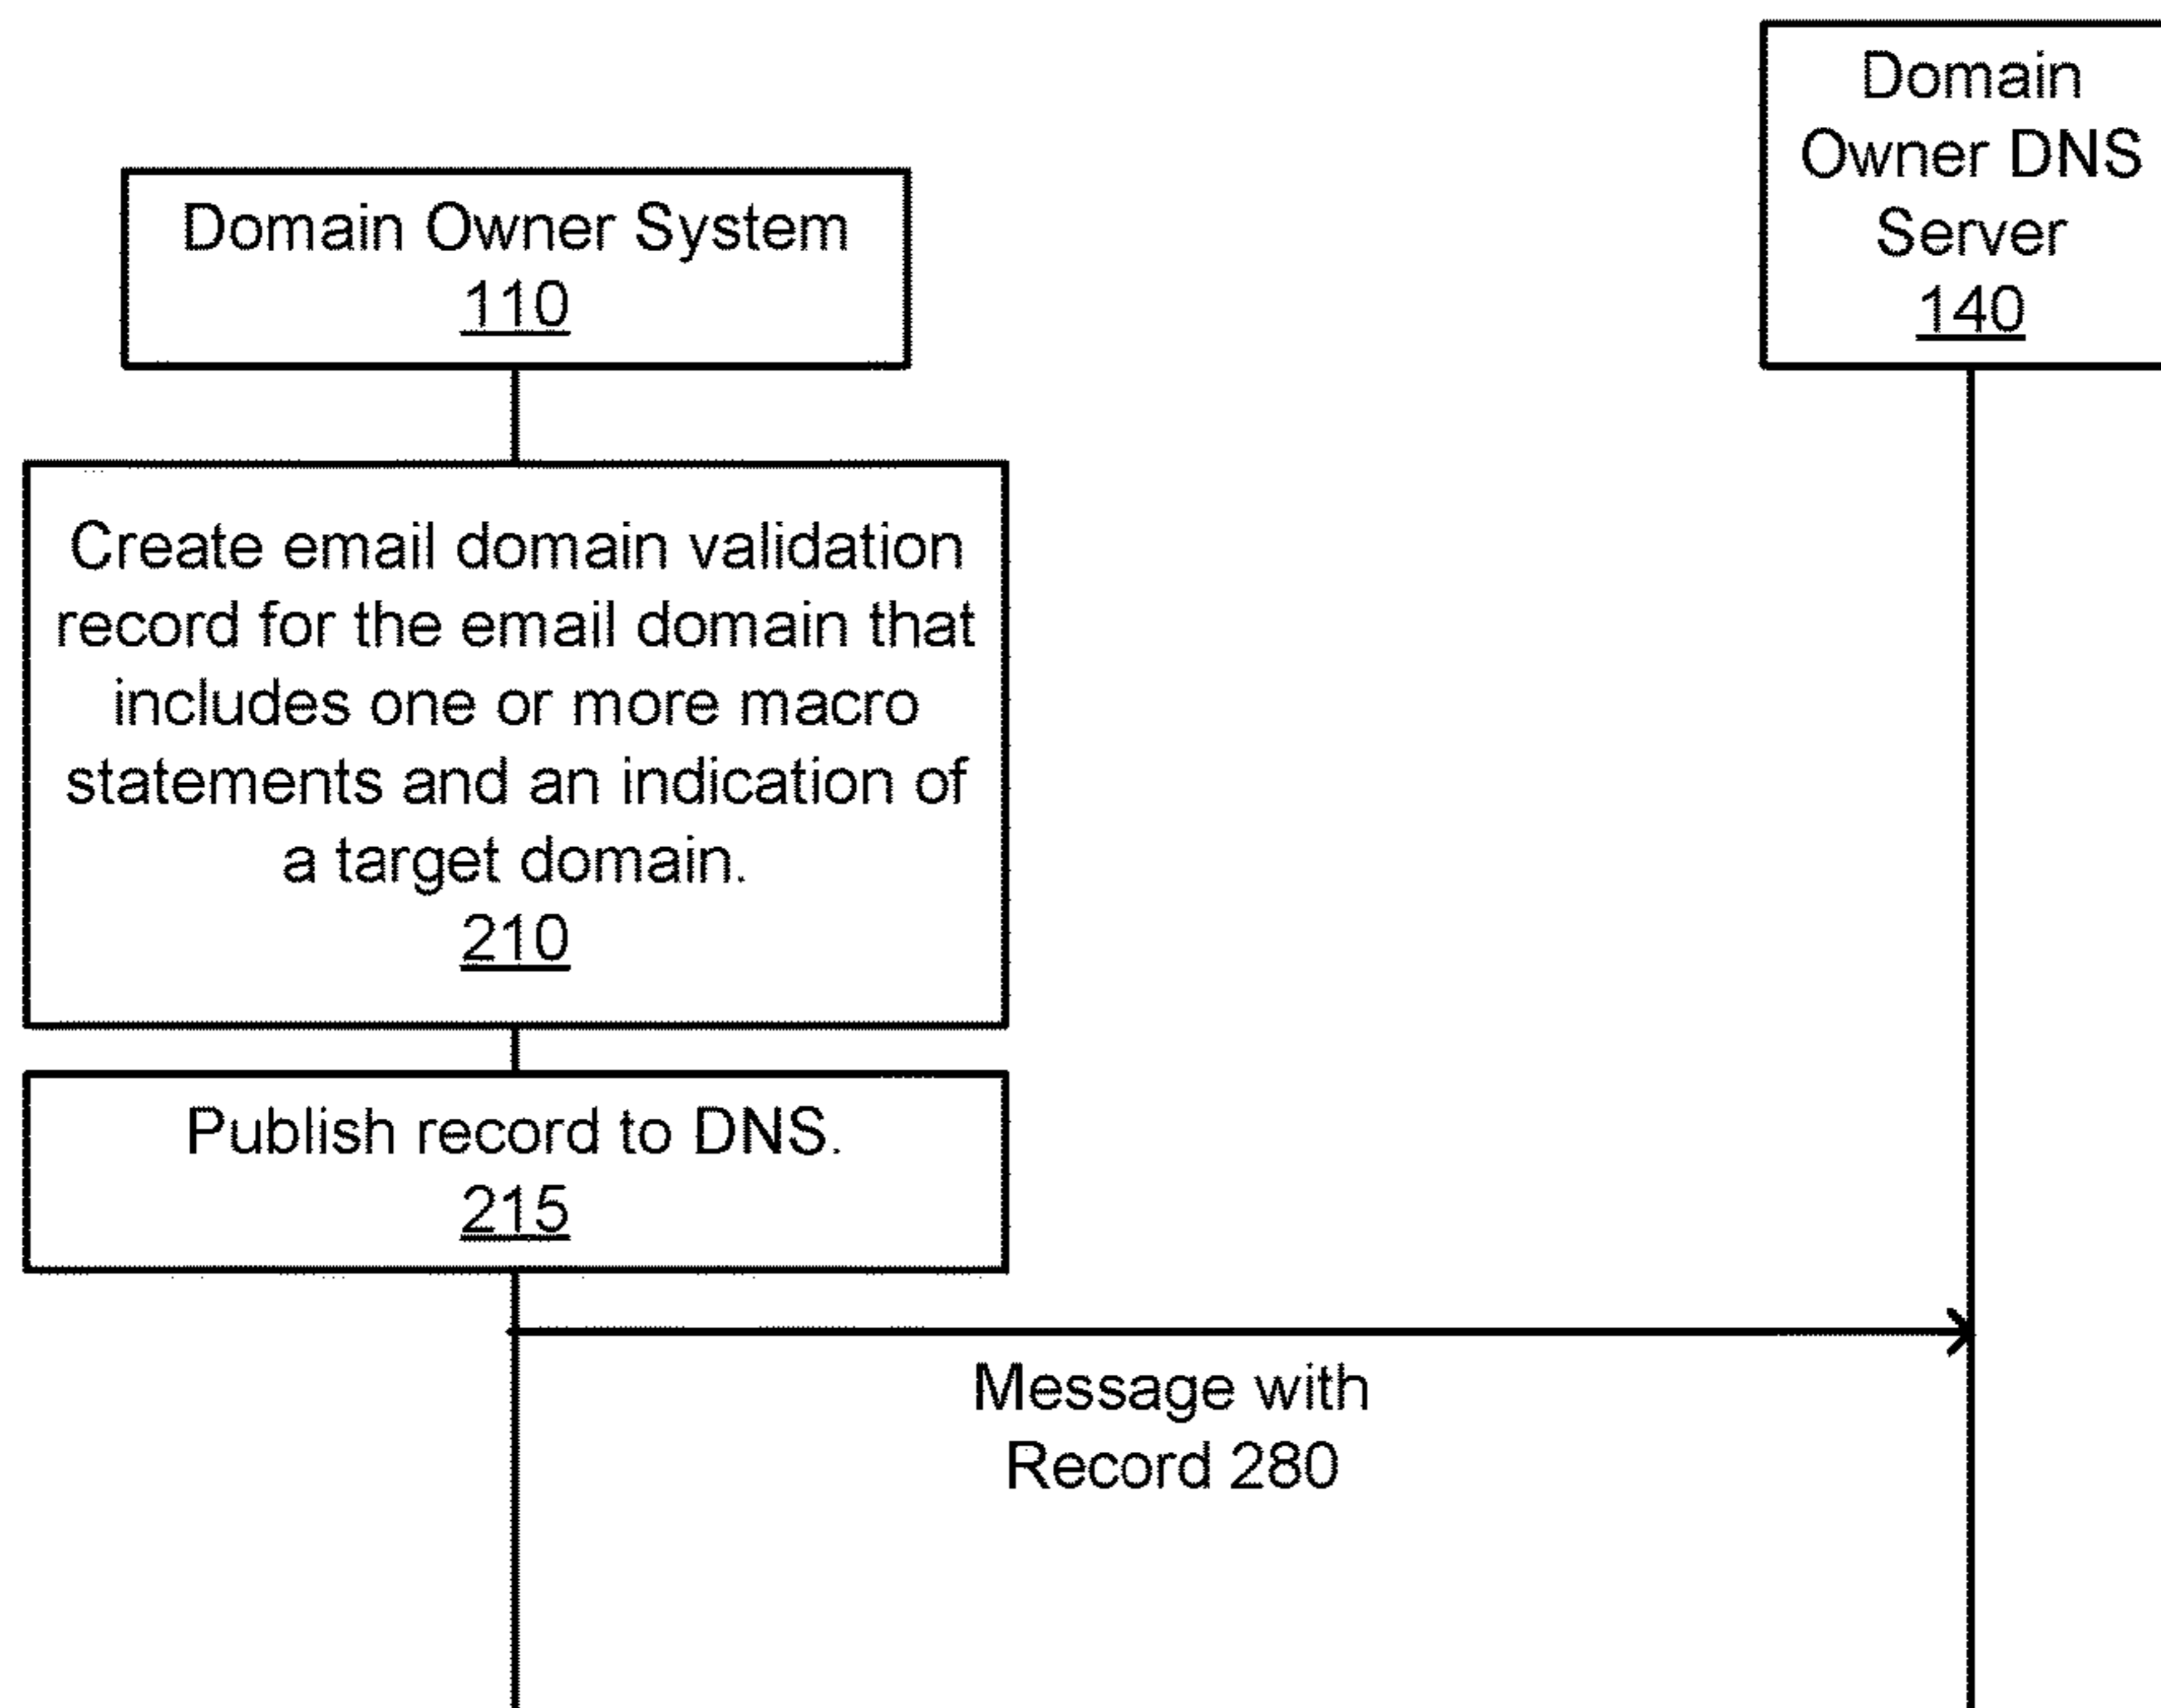 Domain Owner System
110
Domain
Owner DNS
Server
140
Create email domain validation
record for the email domain that
includes one or more macro
statements and an indication of
a target domain.
210
Publish record to DNS.
215
Message with
Record 280